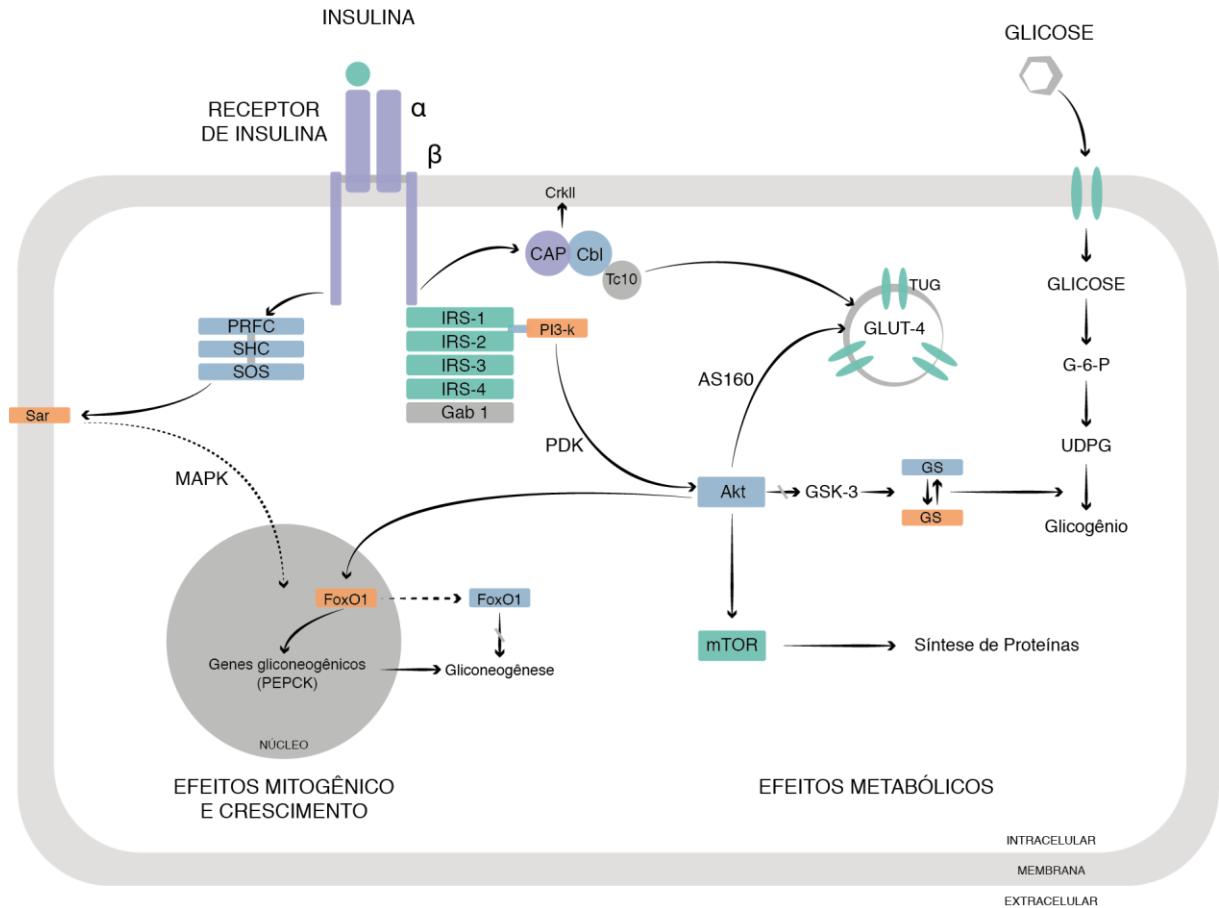 INSULINA
GLICOSE
RECEPTOR
DE INSULINA
α
β
CrkII
CAP
Cbl
Tc10
TUG
GLUT-4
GLICOSE
PRFC
SHC
SOS
IRS-1
IRS-2
IRS-3
IRS-4
Gab 1
PI3-k
G-6-P
AS160
Sar
MAPK
PDK
UDPG
Akt
GSK-3
GS
GS
Glicogênio
FoxO1
FoxO1
mTOR
Síntese de Proteínas
Genes gliconeogênicos
(PEPCK)
Gliconeogênese
NÚCLEO
EFEITOS MITOGÊNICO
E CRESCIMENTO
EFEITOS METABÓLICOS
INTRACELULAR
MEMBRANA
EXTRACELULAR